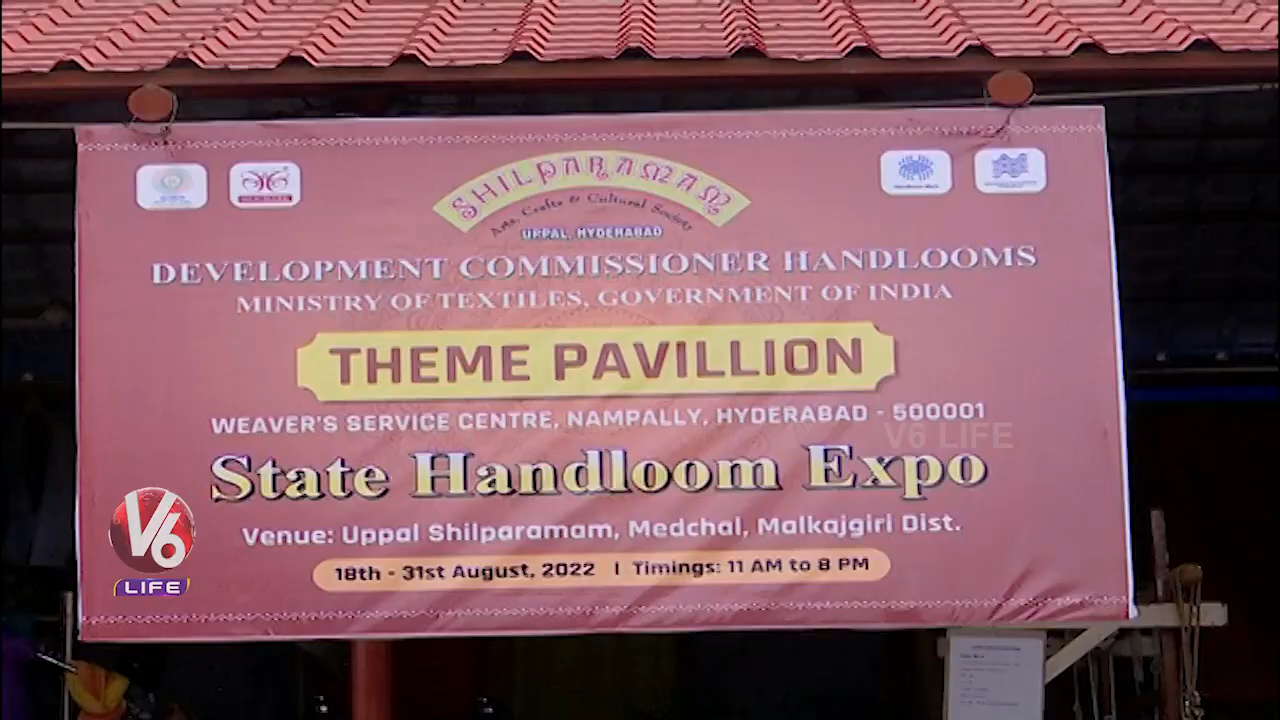 SHILPARAMAM
Arts, Crafts & Cultural Society
UPPAL, HYDERABAD
DEVELOPMENT COMMISSIONER HANDLOOMS
MINISTRY OF TEXTILES, GOVERNMENT OF INDIA
THEME PAVILLION
WEAVER'S SERVICE CENTRE, NAMPALLY, HYDERABAD - 500001
V6 LIFE
State Handloom Expo
Venue: Uppal Shilparamam, Medchal, Malkajgiri Dist.
18th - 31st August, 2022 | Timings: 11 AM to 8 PM
V6
LIFE